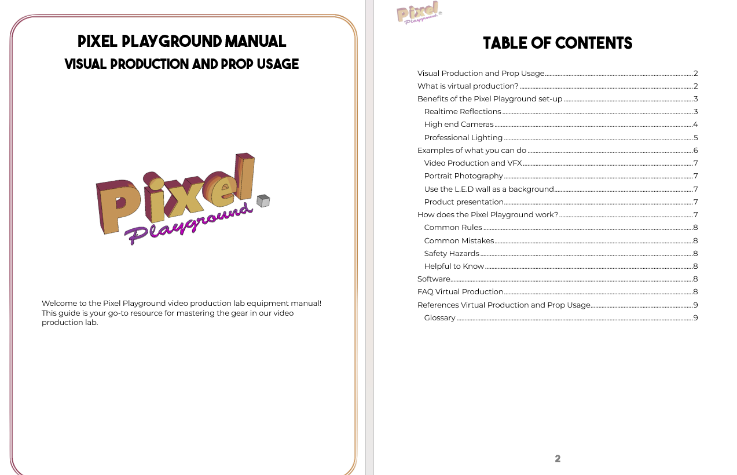 PIXEL PLAYGROUND MANUAL
VISUAL PRODUCTION AND PROP USAGE
Pixel.
Playground
Welcome to the Pixel Playground video production lab equipment manual!
This guide is your go-to resource for mastering the gear in our video
production lab.
Pixel.
Playground
TABLE OF CONTENTS
Visual Production and Prop Usage 2
What is virtual production? 2
Benefits of the Pixel Playground set-up 3
Realtime Reflections 3
High end Cameras 4
Professional Lighting 5
Examples of what you can do 6
Video Production and VFX 7
Portrait Photography 7
Use the L.E.D wall as a background 7
Product presentation 7
How does the Pixel Playground work? 7
Common Rules 8
Common Mistakes 8
Safety Hazards 8
Helpful to Know 8
Software 8
FAQ Virtual Production 8
References Virtual Production and Prop Usage 9
Glossary 9
2